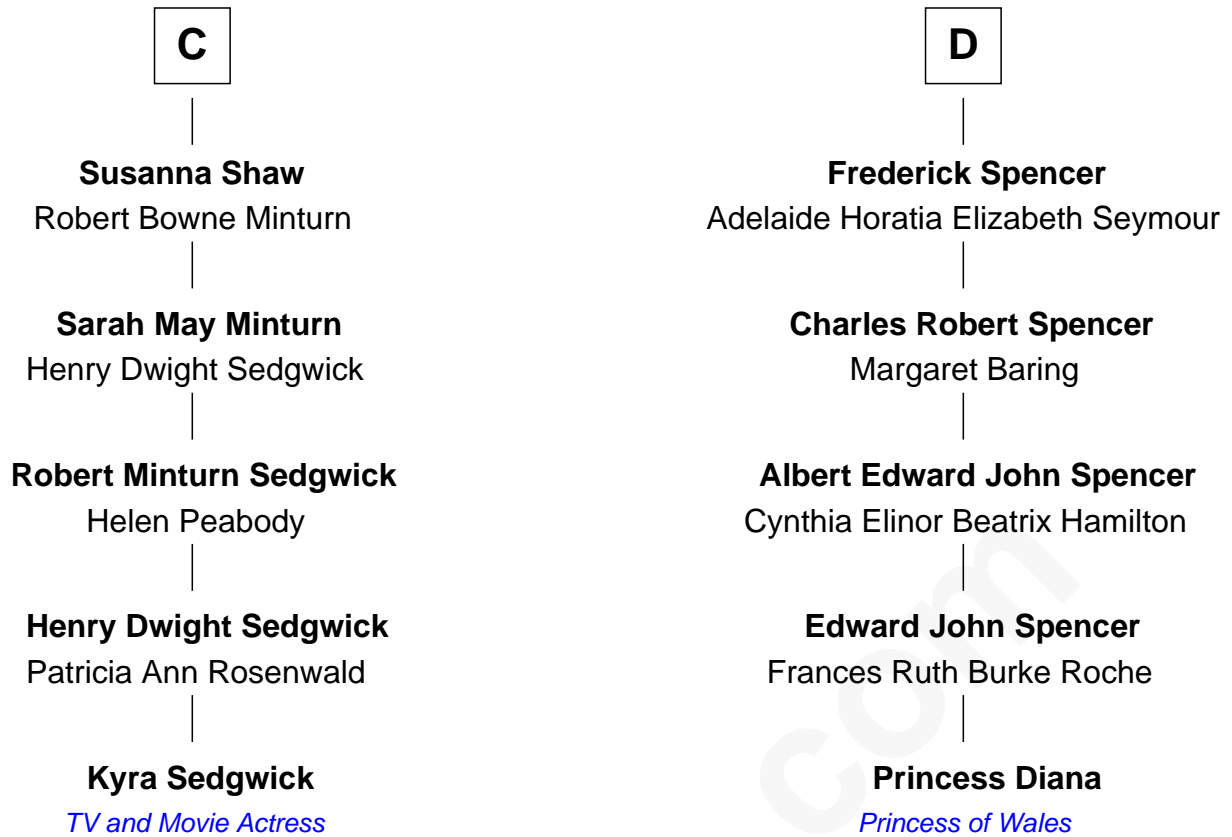 C
Susanna Shaw
Robert Bowne Minturn
Sarah May Minturn
Henry Dwight Sedgwick
Robert Minturn Sedgwick
Helen Peabody
Henry Dwight Sedgwick
Patricia Ann Rosenwald
Kyra Sedgwick
TV and Movie Actress
D
Frederick Spencer
Adelaide Horatia Elizabeth Seymour
Charles Robert Spencer
Margaret Baring
Albert Edward John Spencer
Cynthia Elinor Beatrix Hamilton
Edward John Spencer
Frances Ruth Burke Roche
Princess Diana
Princess of Wales
com